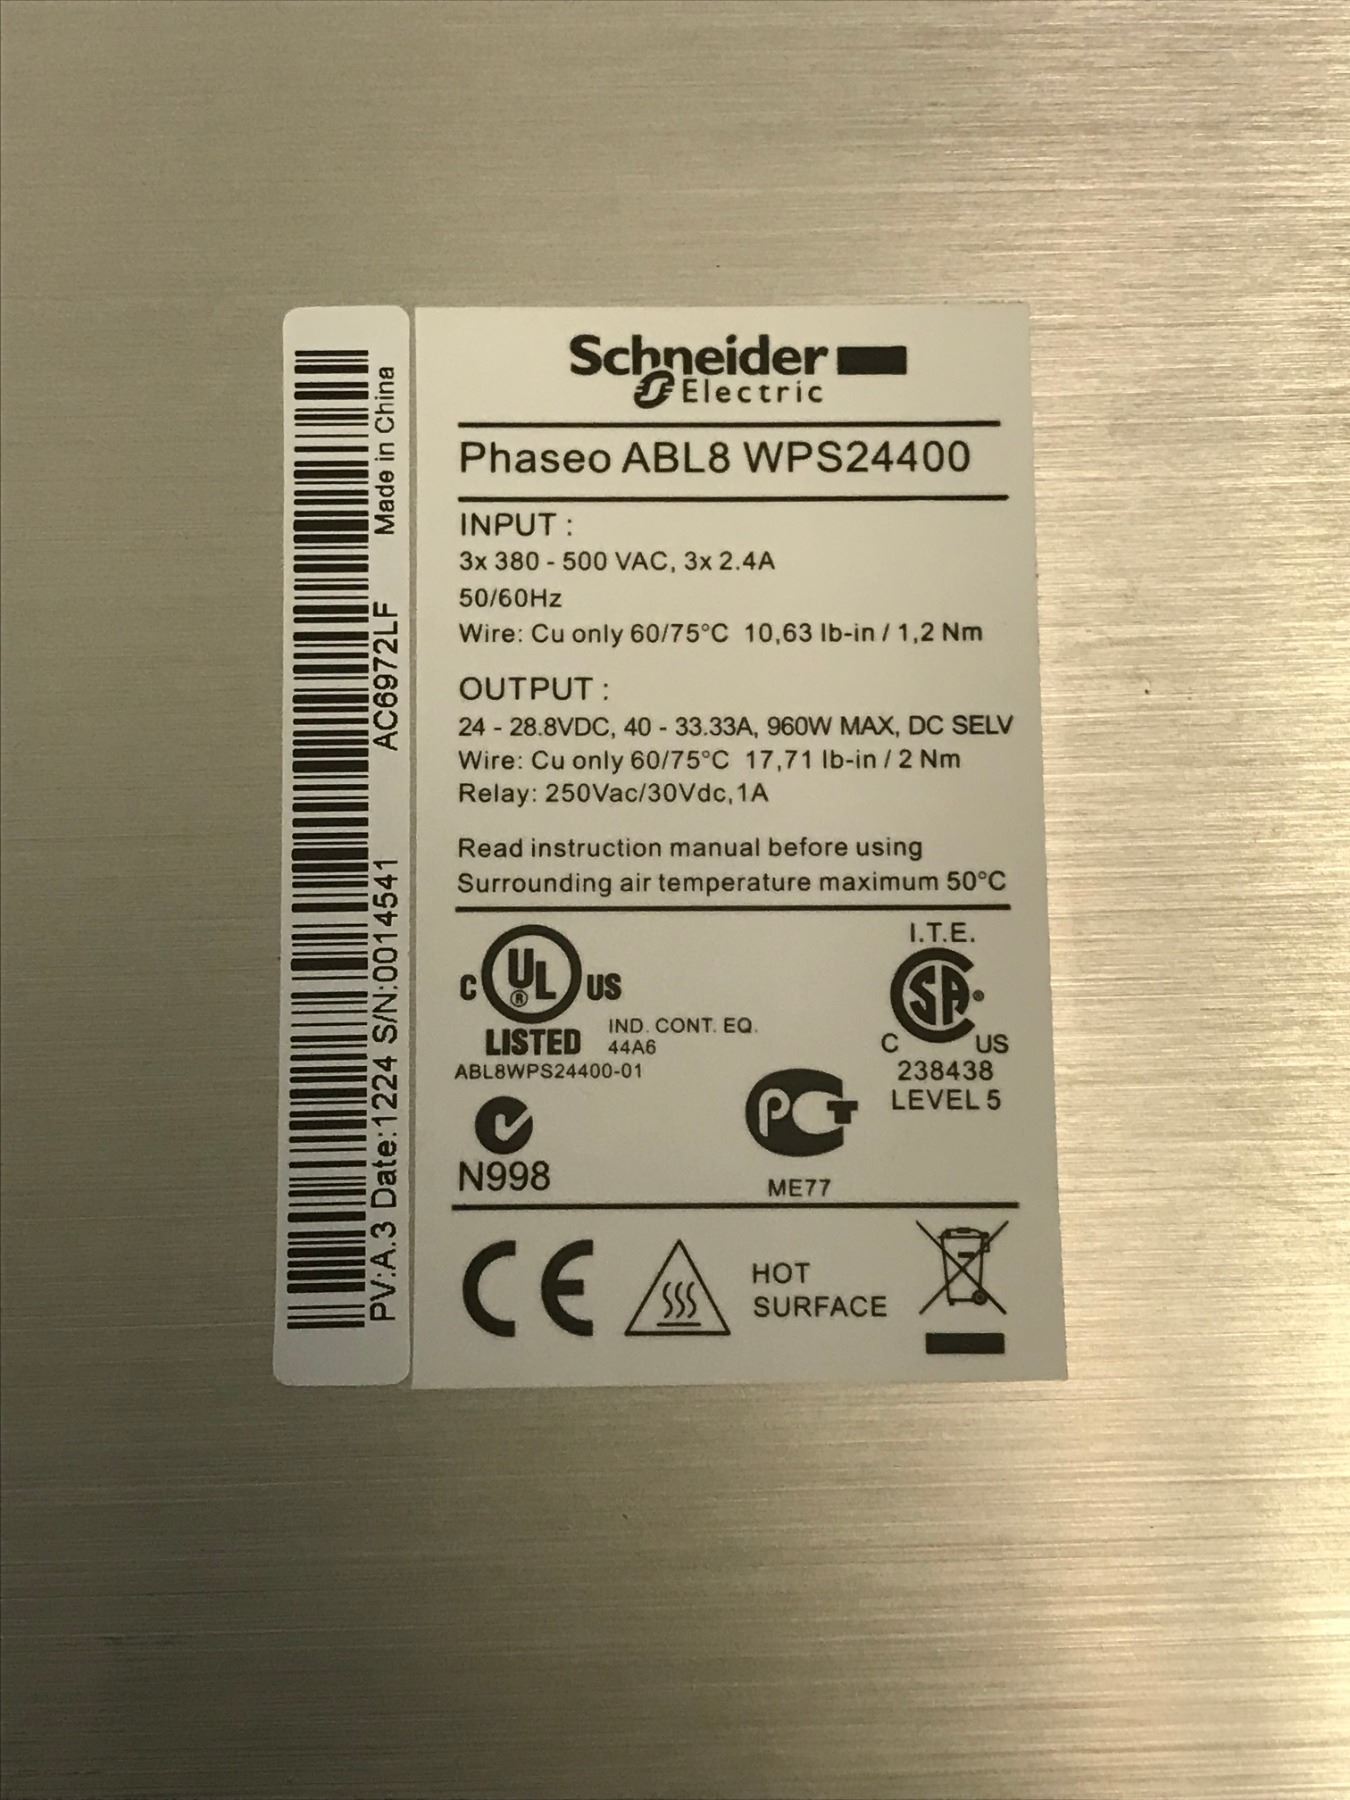 Schneider
Electric
Phaseo ABL8 WPS24400
INPUT :
3x 380 - 500 VAC, 3x 2.4A
50/60Hz
Wire: Cu only 60/75°C 10,63 lb-in / 1,2 Nm
OUTPUT :
24 - 28.8VDC, 40 - 33.33A, 960W MAX, DC SELV
Wire: Cu only 60/75°C 17,71 lb-in / 2 Nm
Relay: 250Vac/30Vdc,1A
Read instruction manual before using
Surrounding air temperature maximum 50°C
C UL ® US
LISTED
IND. CONT. EQ.
44A6
ABL8WPS24400-01
N998
PCT
ME77
I.T.E.
SA ®
C US
238438
LEVEL 5
CE
HOT
SURFACE
PV:A.3 Date:1224 S/N:0014541 AC6972LF Made in China